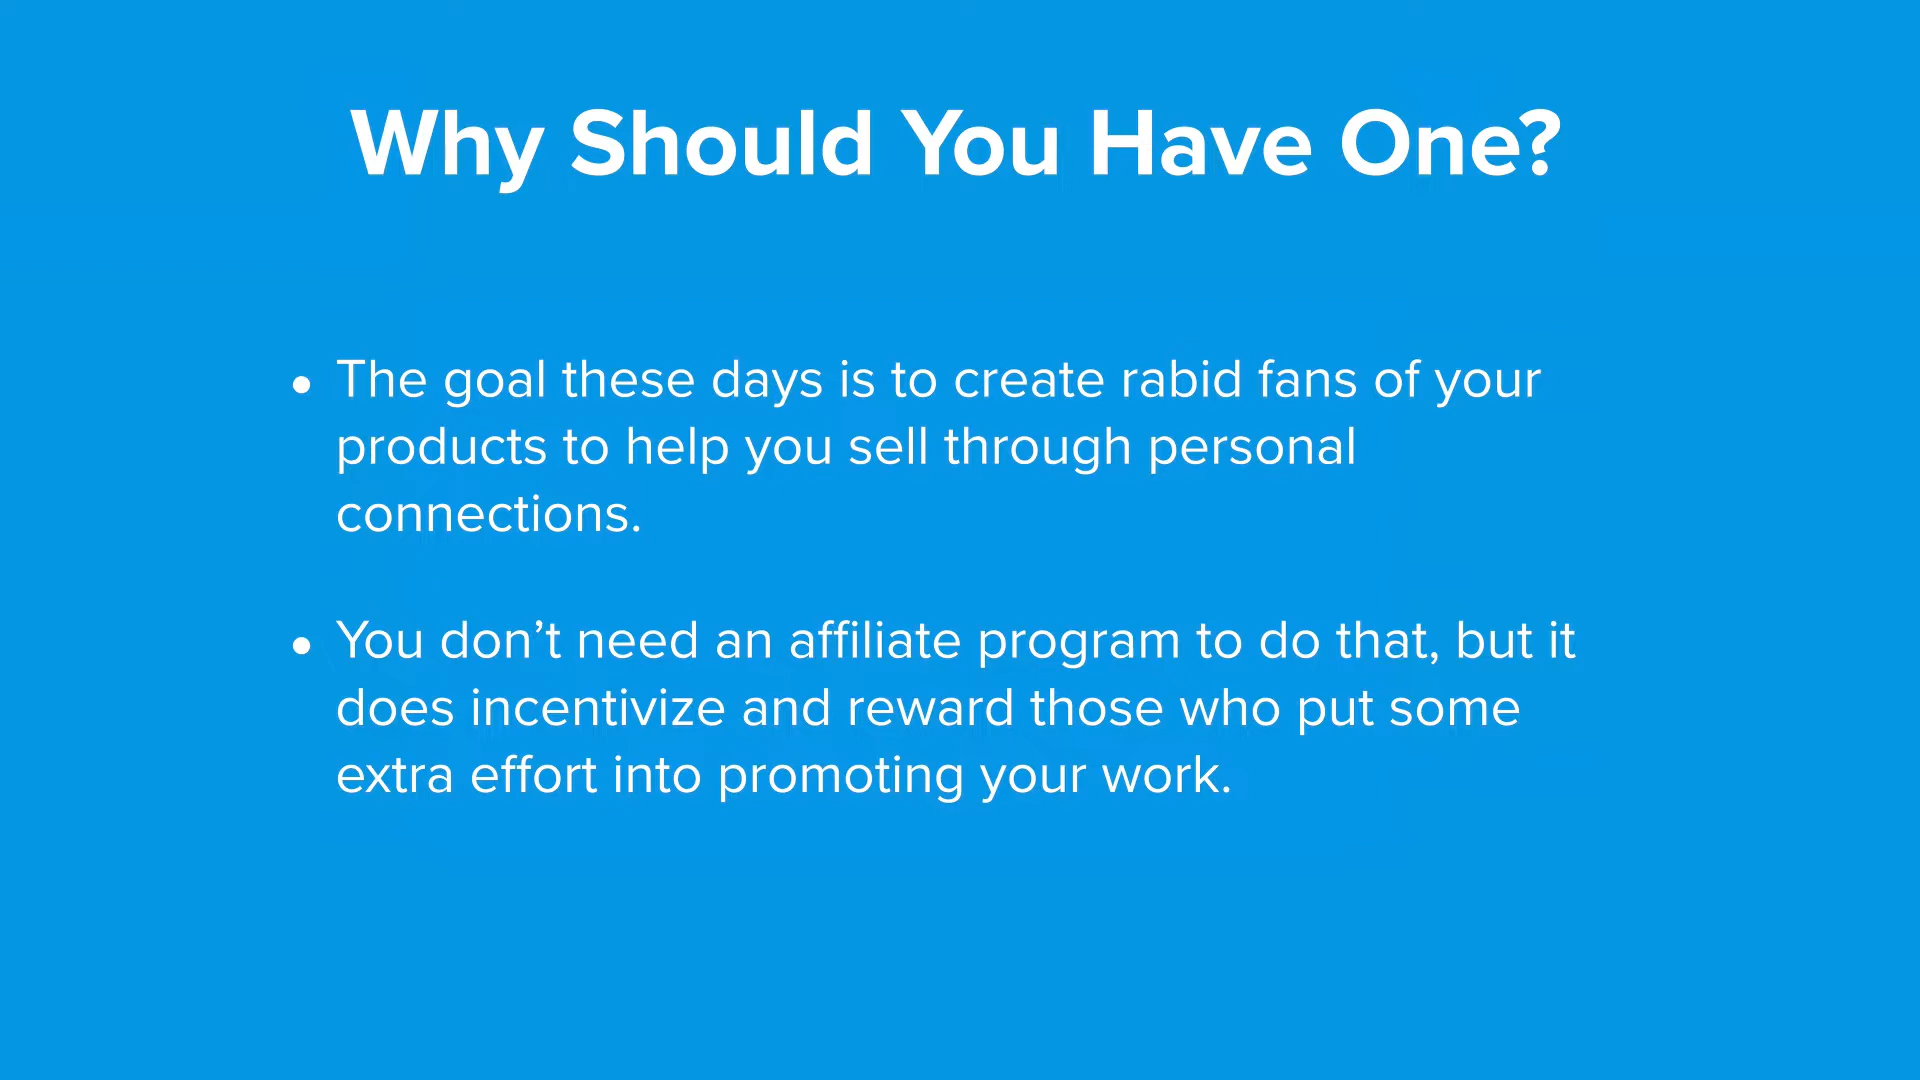 Why Should You Have One?
• The goal these days is to create rabid fans of your
products to help you sell through personal
connections.
• You don’t need an affiliate program to do that, but it
does incentivize and reward those who put some
extra effort into promoting your work.